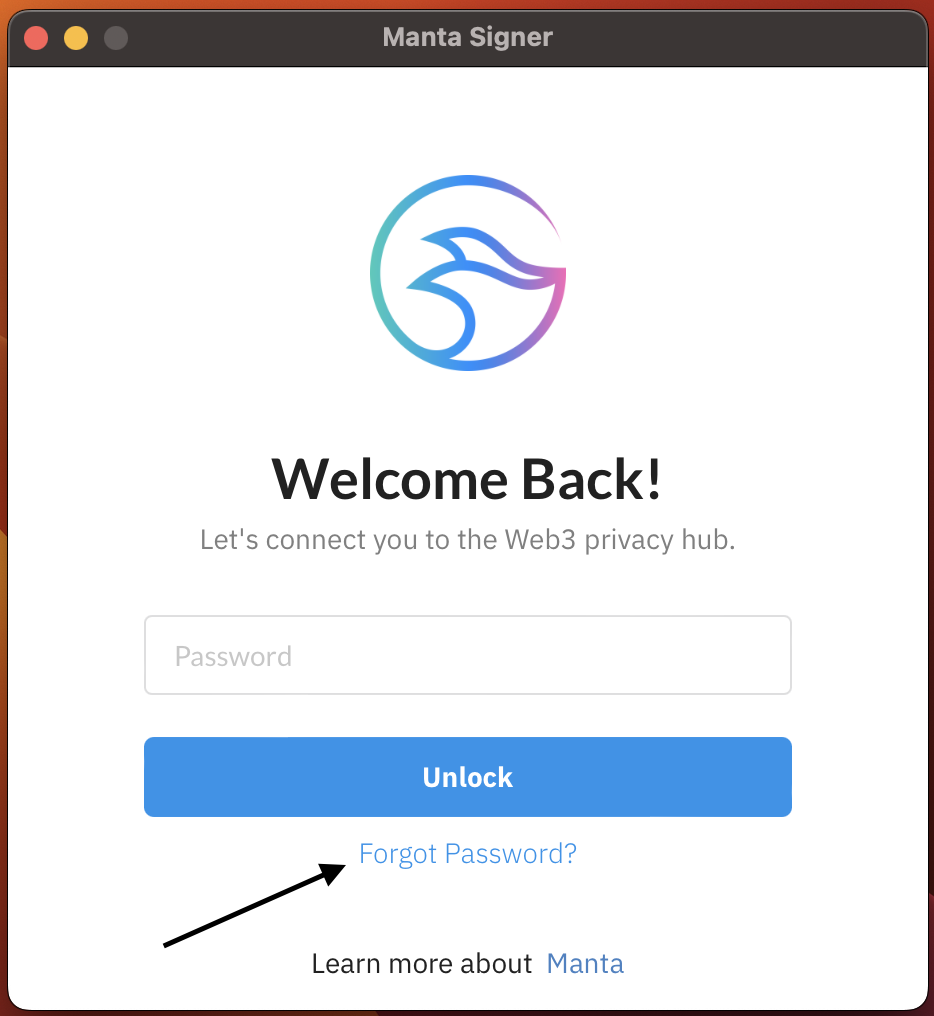 Manta Signer
Welcome Back!
Let's connect you to the Web3 privacy hub.
Password
Unlock
Forgot Password?
Learn more about Manta